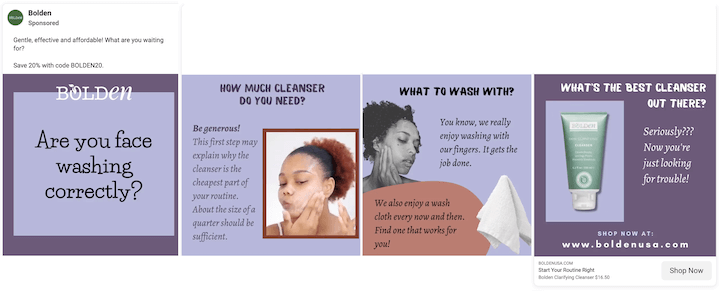 Bolden
Sponsored
Gentle, effective and affordable! What are you waiting
for?
Save 20% with code BOLDEN20.
BOLDen
Are you face
washing
correctly?
HOW MUCH CLEANSER
DO YOU NEED?
Be generous!
This first step may
explain why the
cleanser is the
cheapest part of
your routine.
About the size of a
quarter should be
sufficient.
WHAT TO WASH WITH?
You know, we really
enjoy washing with
our fingers. It gets the
job done.
We also enjoy a wash
cloth every now and then.
Find one that works for
you!
WHAT'S THE BEST CLEANSER
OUT THERE?
BOLDEN
Seriously???
Now you're
just looking
for trouble!
SHOP NOW AT:
www.boldenusa.com
BOLDENUSA.COM
Start Your Routine Right
Bolden Clarifying Cleanser $16.50
Shop Now